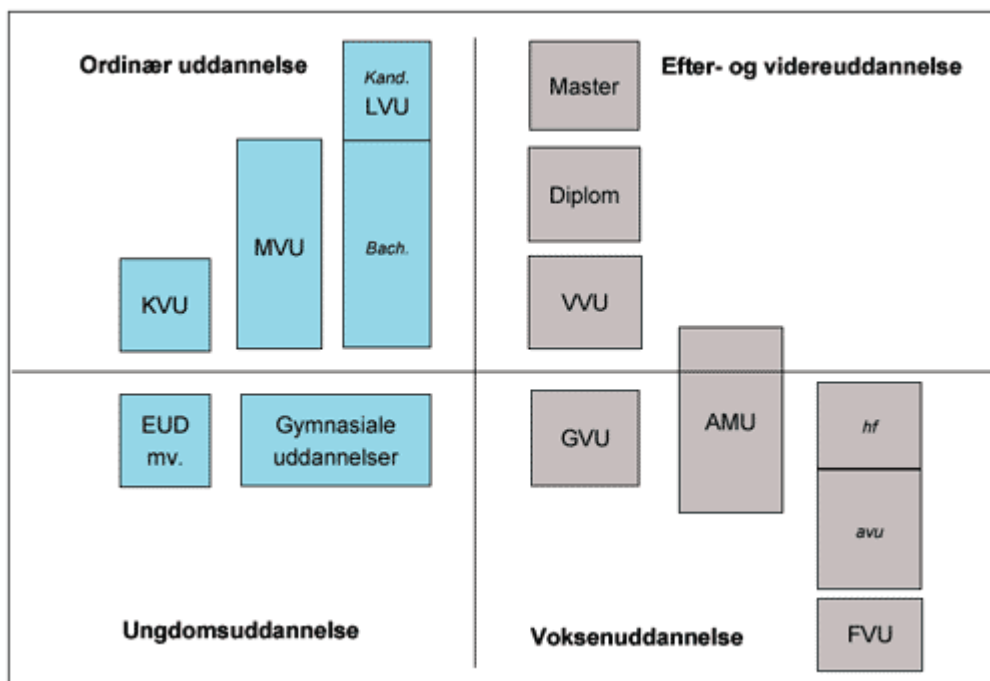 Ordinær uddannelse
Kand.
LVU
MVU
Bach.
KVU
Efter- og videreuddannelse
Master
Diplom
VVU
EUD
mv.
Gymnasiale
uddannelser
Ungdomsuddannelse
GVU
AMU
hf
avu
FVU
Voksenuddannelse